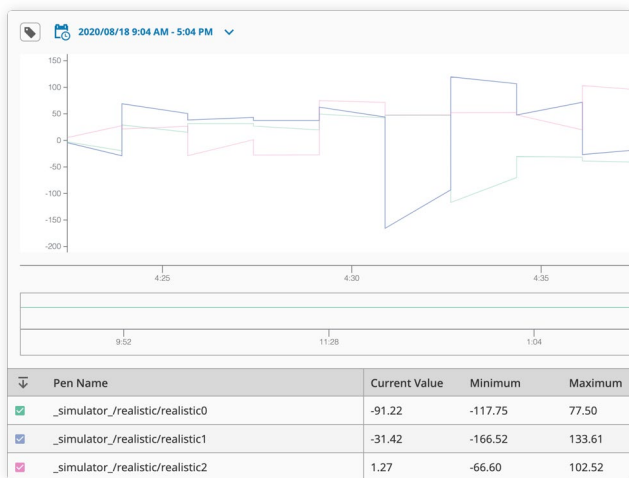 2020/08/18 9:04 AM - 5:04 PM
150
100
50
0
-50
-100
-150
-200
4:25 4:30 4:35
9:52 11:28 1:04
Pen Name Current Value Minimum Maximum
_simulator_/realistic/realistic0 -91.22 -117.75 77.50
_simulator_/realistic/realistic1 -31.42 -166.52 133.61
_simulator_/realistic/realistic2 1.27 -66.60 102.52